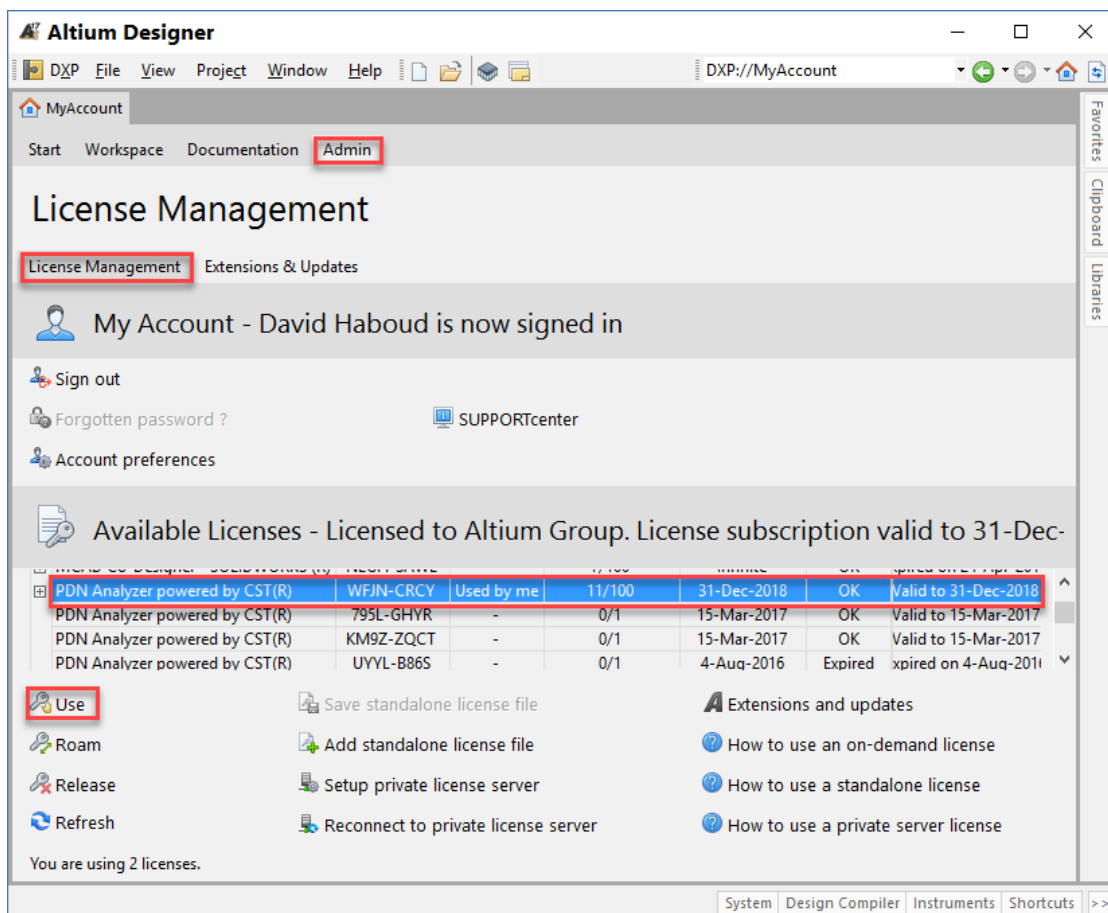 Altium Designer
DXP File View Project Window Help DXP://MyAccount
MyAccount
Start Workspace Documentation Admin
License Management
License Management Extensions & Updates
My Account - David Haboud is now signed in
Sign out
Forgotten password ? SUPPORTcenter
Account preferences
Available Licenses - Licensed to Altium Group. License subscription valid to 31-Dec-
PDN Analyzer powered by CST(R) WFJN-CRCY Used by me 11/100 31-Dec-2018 OK Valid to 31-Dec-2018
PDN Analyzer powered by CST(R) 795L-GHYR - 0/1 15-Mar-2017 OK Valid to 15-Mar-2017
PDN Analyzer powered by CST(R) KM9Z-ZQCT - 0/1 15-Mar-2017 OK Valid to 15-Mar-2017
PDN Analyzer powered by CST(R) UYYL-B86S - 0/1 4-Aug-2016 Expired xpired on 4-Aug-201
Use Save standalone license file Extensions and updates
Roam Add standalone license file How to use an on-demand license
Release Setup private license server How to use a standalone license
Refresh Reconnect to private license server How to use a private server license
You are using 2 licenses.
System Design Compiler Instruments Shortcuts >>
Favorites
Clipboard
Libraries